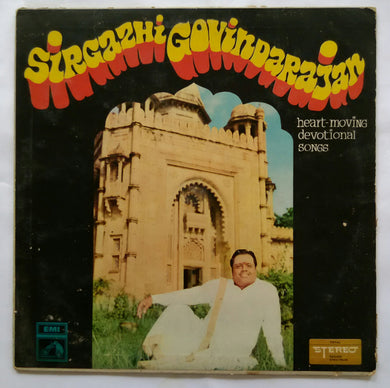 SIRGAZHI GOVINDARAJAN
heart-moving
devotional
SONGS
EMI
STEREO